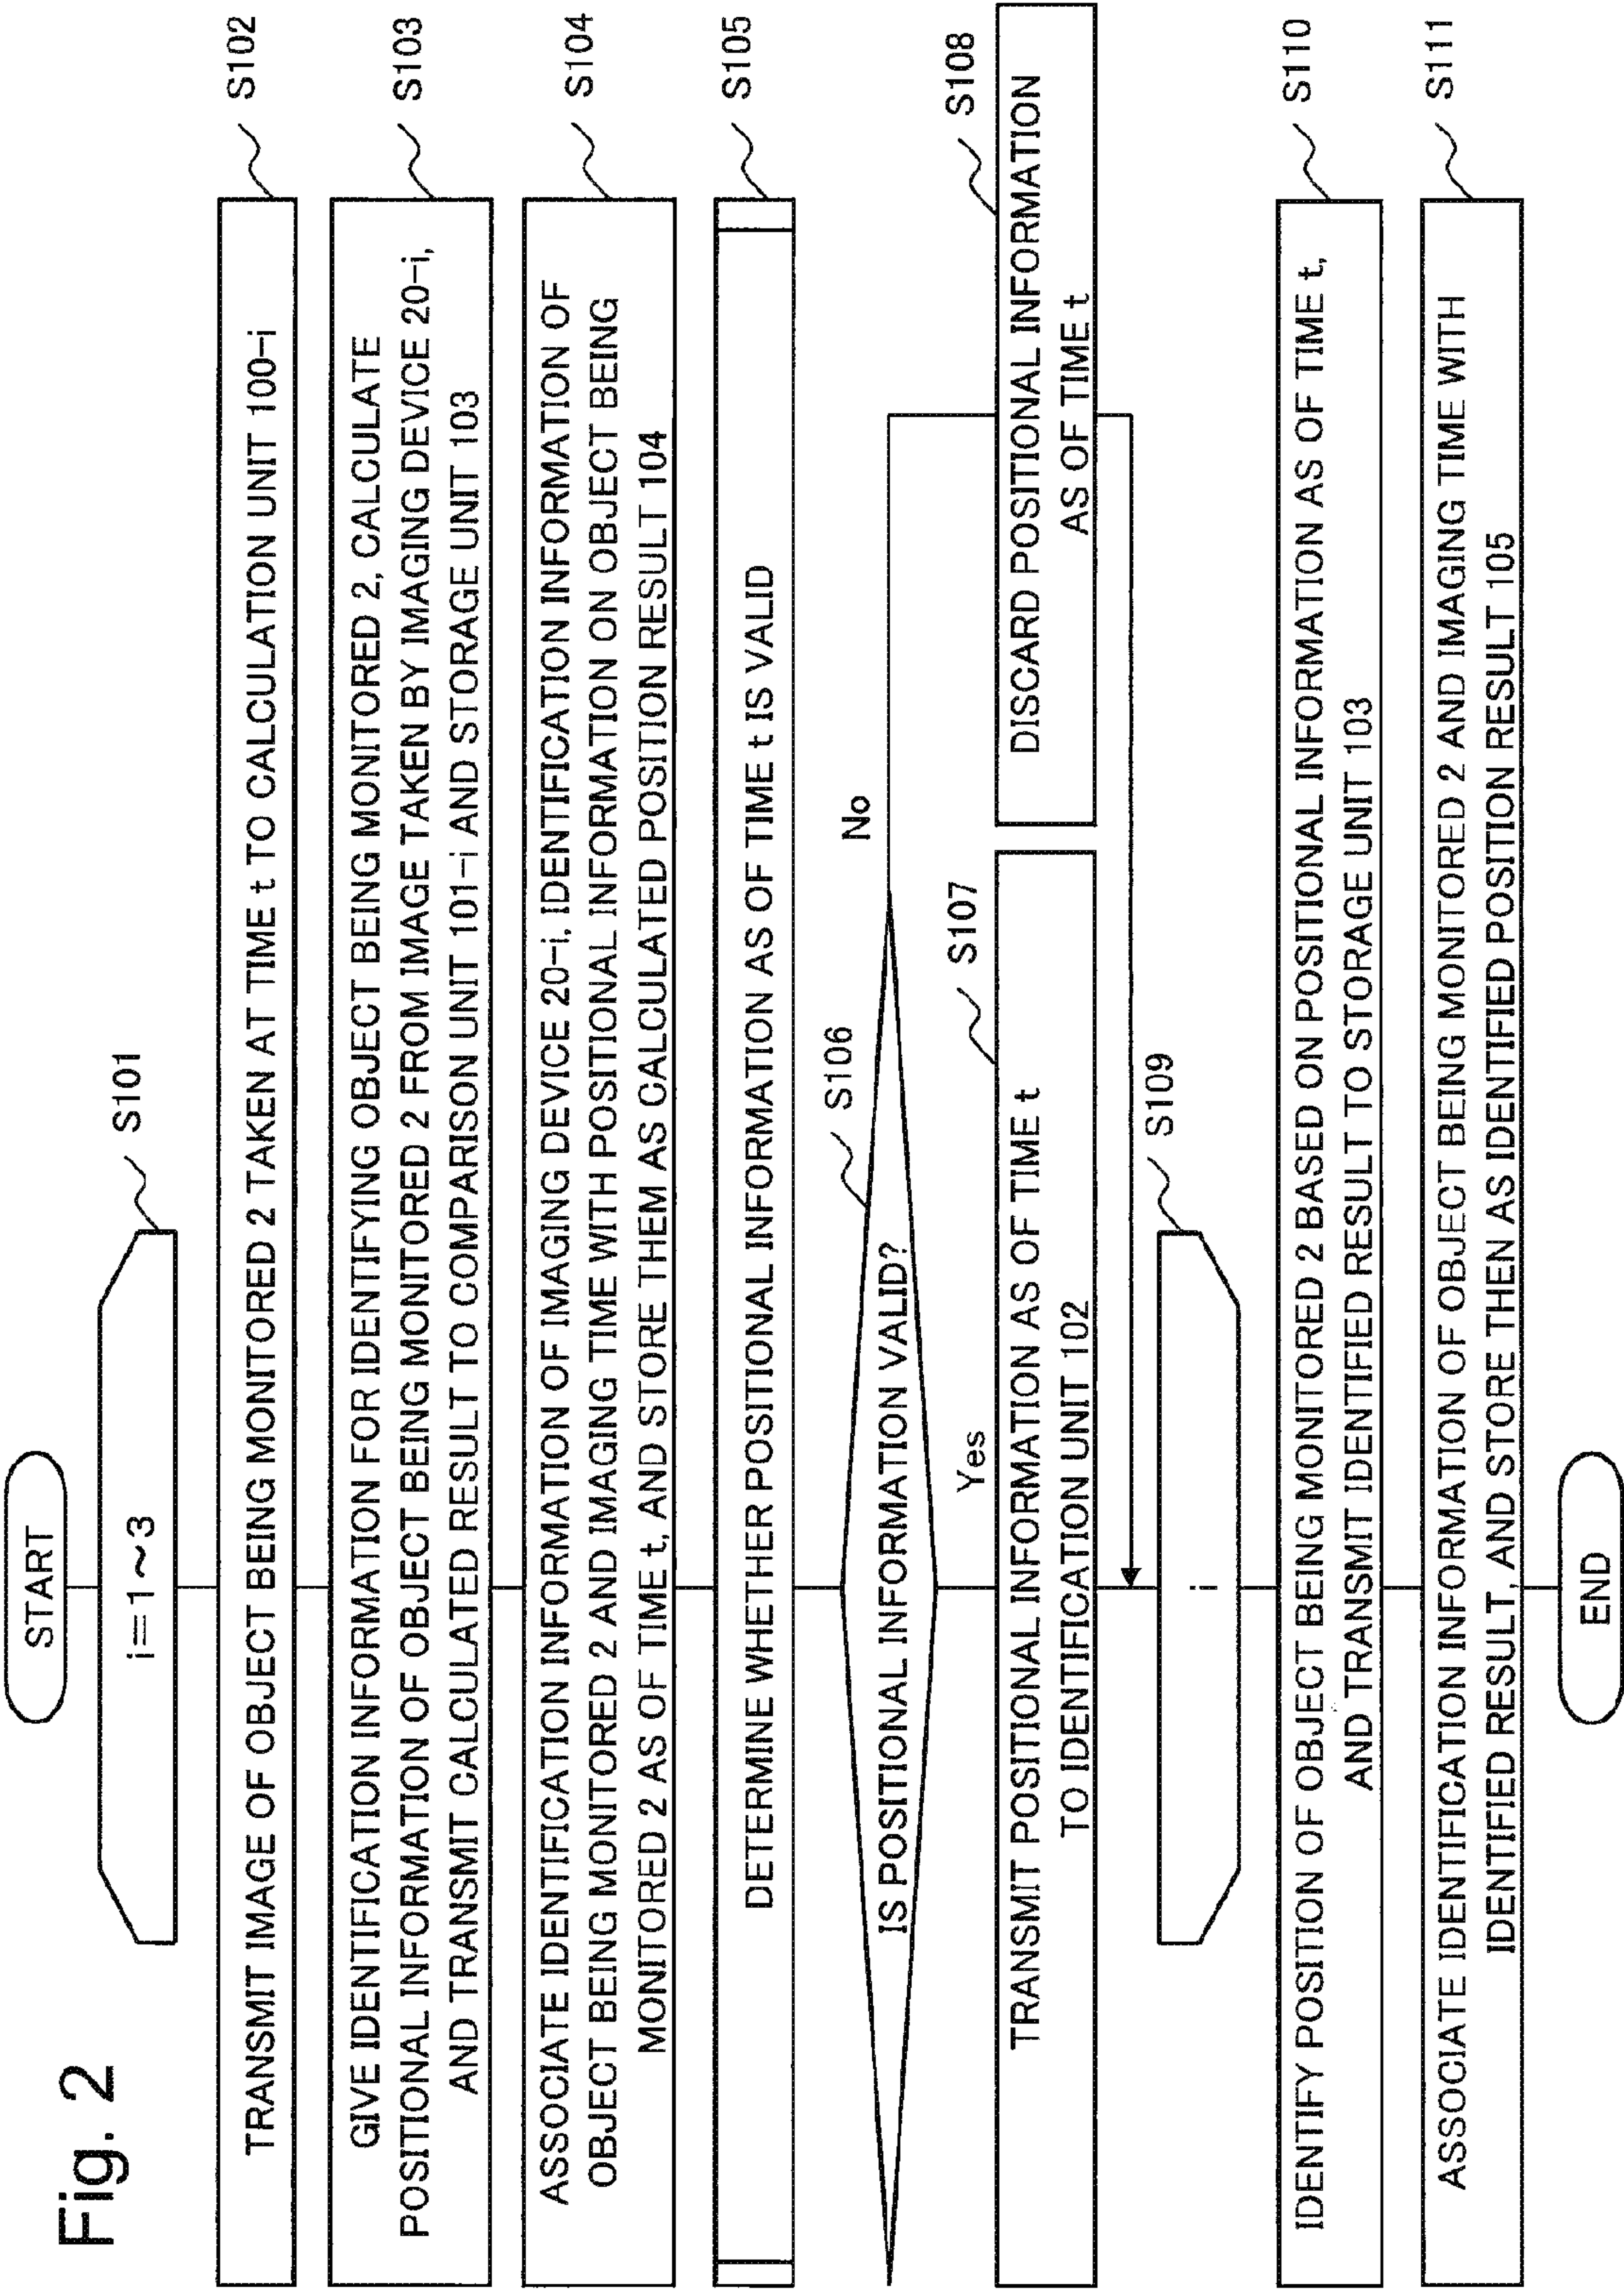 Fig. 2
START
i=1~3
S101
TRANSMIT IMAGE OF OBJECT BEING MONITORED 2 TAKEN AT TIME t TO CALCULATION UNIT 100-i
S102
GIVE IDENTIFICATION INFORMATION FOR IDENTIFYING OBJECT BEING MONITORED 2, CALCULATE
POSITIONAL INFORMATION OF OBJECT BEING MONITORED 2 FROM IMAGE TAKEN BY IMAGING DEVICE 20-i,
AND TRANSMIT CALCULATED RESULT TO COMPARISON UNIT 101-i AND STORAGE UNIT 103
S103
ASSOCIATE IDENTIFICATION INFORMATION OF IMAGING DEVICE 20-i, IDENTIFICATION INFORMATION OF
OBJECT BEING MONITORED 2 AND IMAGING TIME WITH POSITIONAL INFORMATION ON OBJECT BEING
MONITORED 2 AS OF TIME t, AND STORE THEM AS CALCULATED POSITION RESULT 104
S104
DETERMINE WHETHER POSITIONAL INFORMATION AS OF TIME t IS VALID
S105
IS POSITIONAL INFORMATION VALID?
S106
No
Yes
TRANSMIT POSITIONAL INFORMATION AS OF TIME t
TO IDENTIFICATION UNIT 102
S107
DISCARD POSITIONAL INFORMATION
AS OF TIME t
S108
i
S109
IDENTIFY POSITION OF OBJECT BEING MONITORED 2 BASED ON POSITIONAL INFORMATION AS OF TIME t,
AND TRANSMIT IDENTIFIED RESULT TO STORAGE UNIT 103
S110
ASSOCIATE IDENTIFICATION INFORMATION OF OBJECT BEING MONITORED 2 AND IMAGING TIME WITH
IDENTIFIED RESULT, AND STORE THEN AS IDENTIFIED POSITION RESULT 105
S111
END